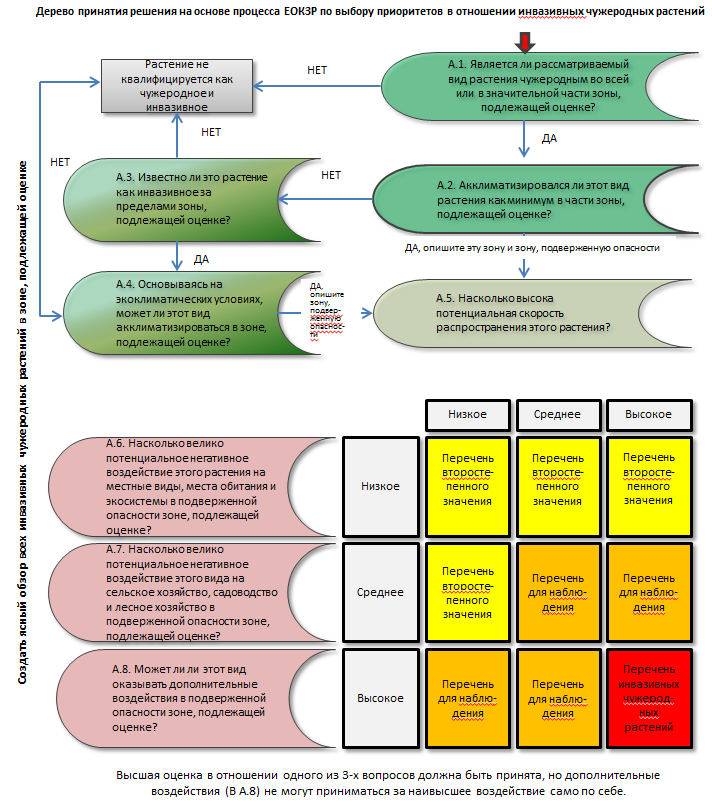 Дерево принятия решения на основе процесса ЕОКЗР по выбору приоритетов в отношении инвазивных чужеродных растений
Растение не
квалифицируется как
чужеродное и
инвазивное
НЕТ
А.1. Является ли рассматриваемый
вид растения чужеродным во всей
или в значительной части зоны,
подлежащей оценке?
НЕТ
ДА
НЕТ
А.3. Известно ли это растение
как инвазивное за
пределами зоны,
подлежащей оценке?
НЕТ
А.2. Акклиматизировался ли этот вид
растения как минимум в части зоны,
подлежащей оценке?
ДА
ДА, опишите эту зону и зону, подверженную опасности
А.4. Основываясь на
экоклиматических условиях,
может ли этот вид
акклиматизироваться в зоне,
подлежащей оценке?
ДА,
опишите
зону,
подвер-
женную
опаснос-
ти
А.5. Насколько высока
потенциальная скорость
распространения этого растения?
Создать ясный обзор всех инвазивных чужеродных растений в зоне, подлежащей оценке
Низкое
Среднее
Высокое
А.6. Насколько велико
потенциальное негативное
воздействие этого растения на
местные виды, места обитания и
экосистемы в подверженной
опасности зоне, подлежащей
оценке?
Низкое
Перечень
второсте-
пенного
значения
Перечень
второсте-
пенного
значения
Перечень
второсте-
пенного
значения
А.7. Насколько велико
потенциальное негативное
воздействие этого вида на
сельское хозяйство, садоводство
и лесное хозяйство в
подверженной опасности зоне,
подлежащей оценке?
Среднее
Перечень
второсте-
пенного
значения
Перечень
для наблю-
дения
Перечень
для наблю-
дения
А.8. Может ли ли этот вид
оказывать дополнительные
воздействия в подверженной
опасности зоне, подлежащей
оценке?
Высокое
Перечень
для наблю-
дения
Перечень
для наблю-
дения
Перечень
инвазивных
чужерод-
ных
растений
Высшая оценка в отношении одного из 3-х вопросов должна быть принята, но дополнительные
воздействия (В А.8) не могут приниматься за наивысшее воздействие само по себе.